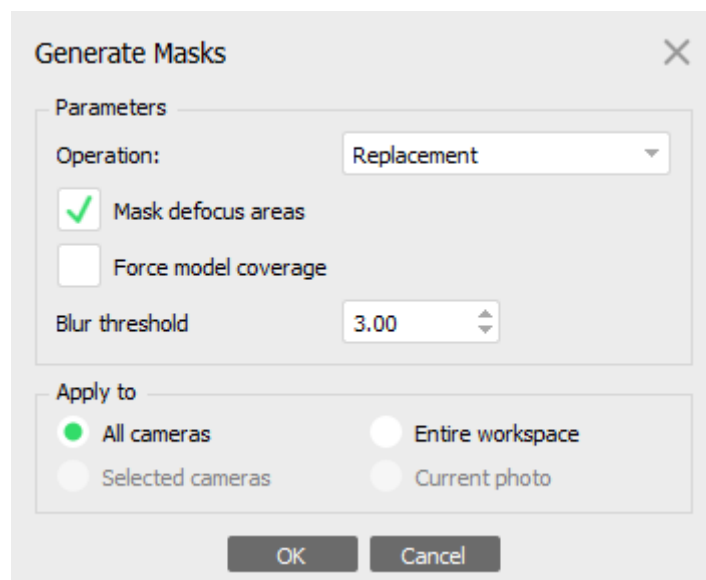 Generate Masks
Parameters
Operation: Replacement
Mask defocus areas
Force model coverage
Blur threshold 3.00
Apply to
All cameras Entire workspace
Selected cameras Current photo
OK Cancel